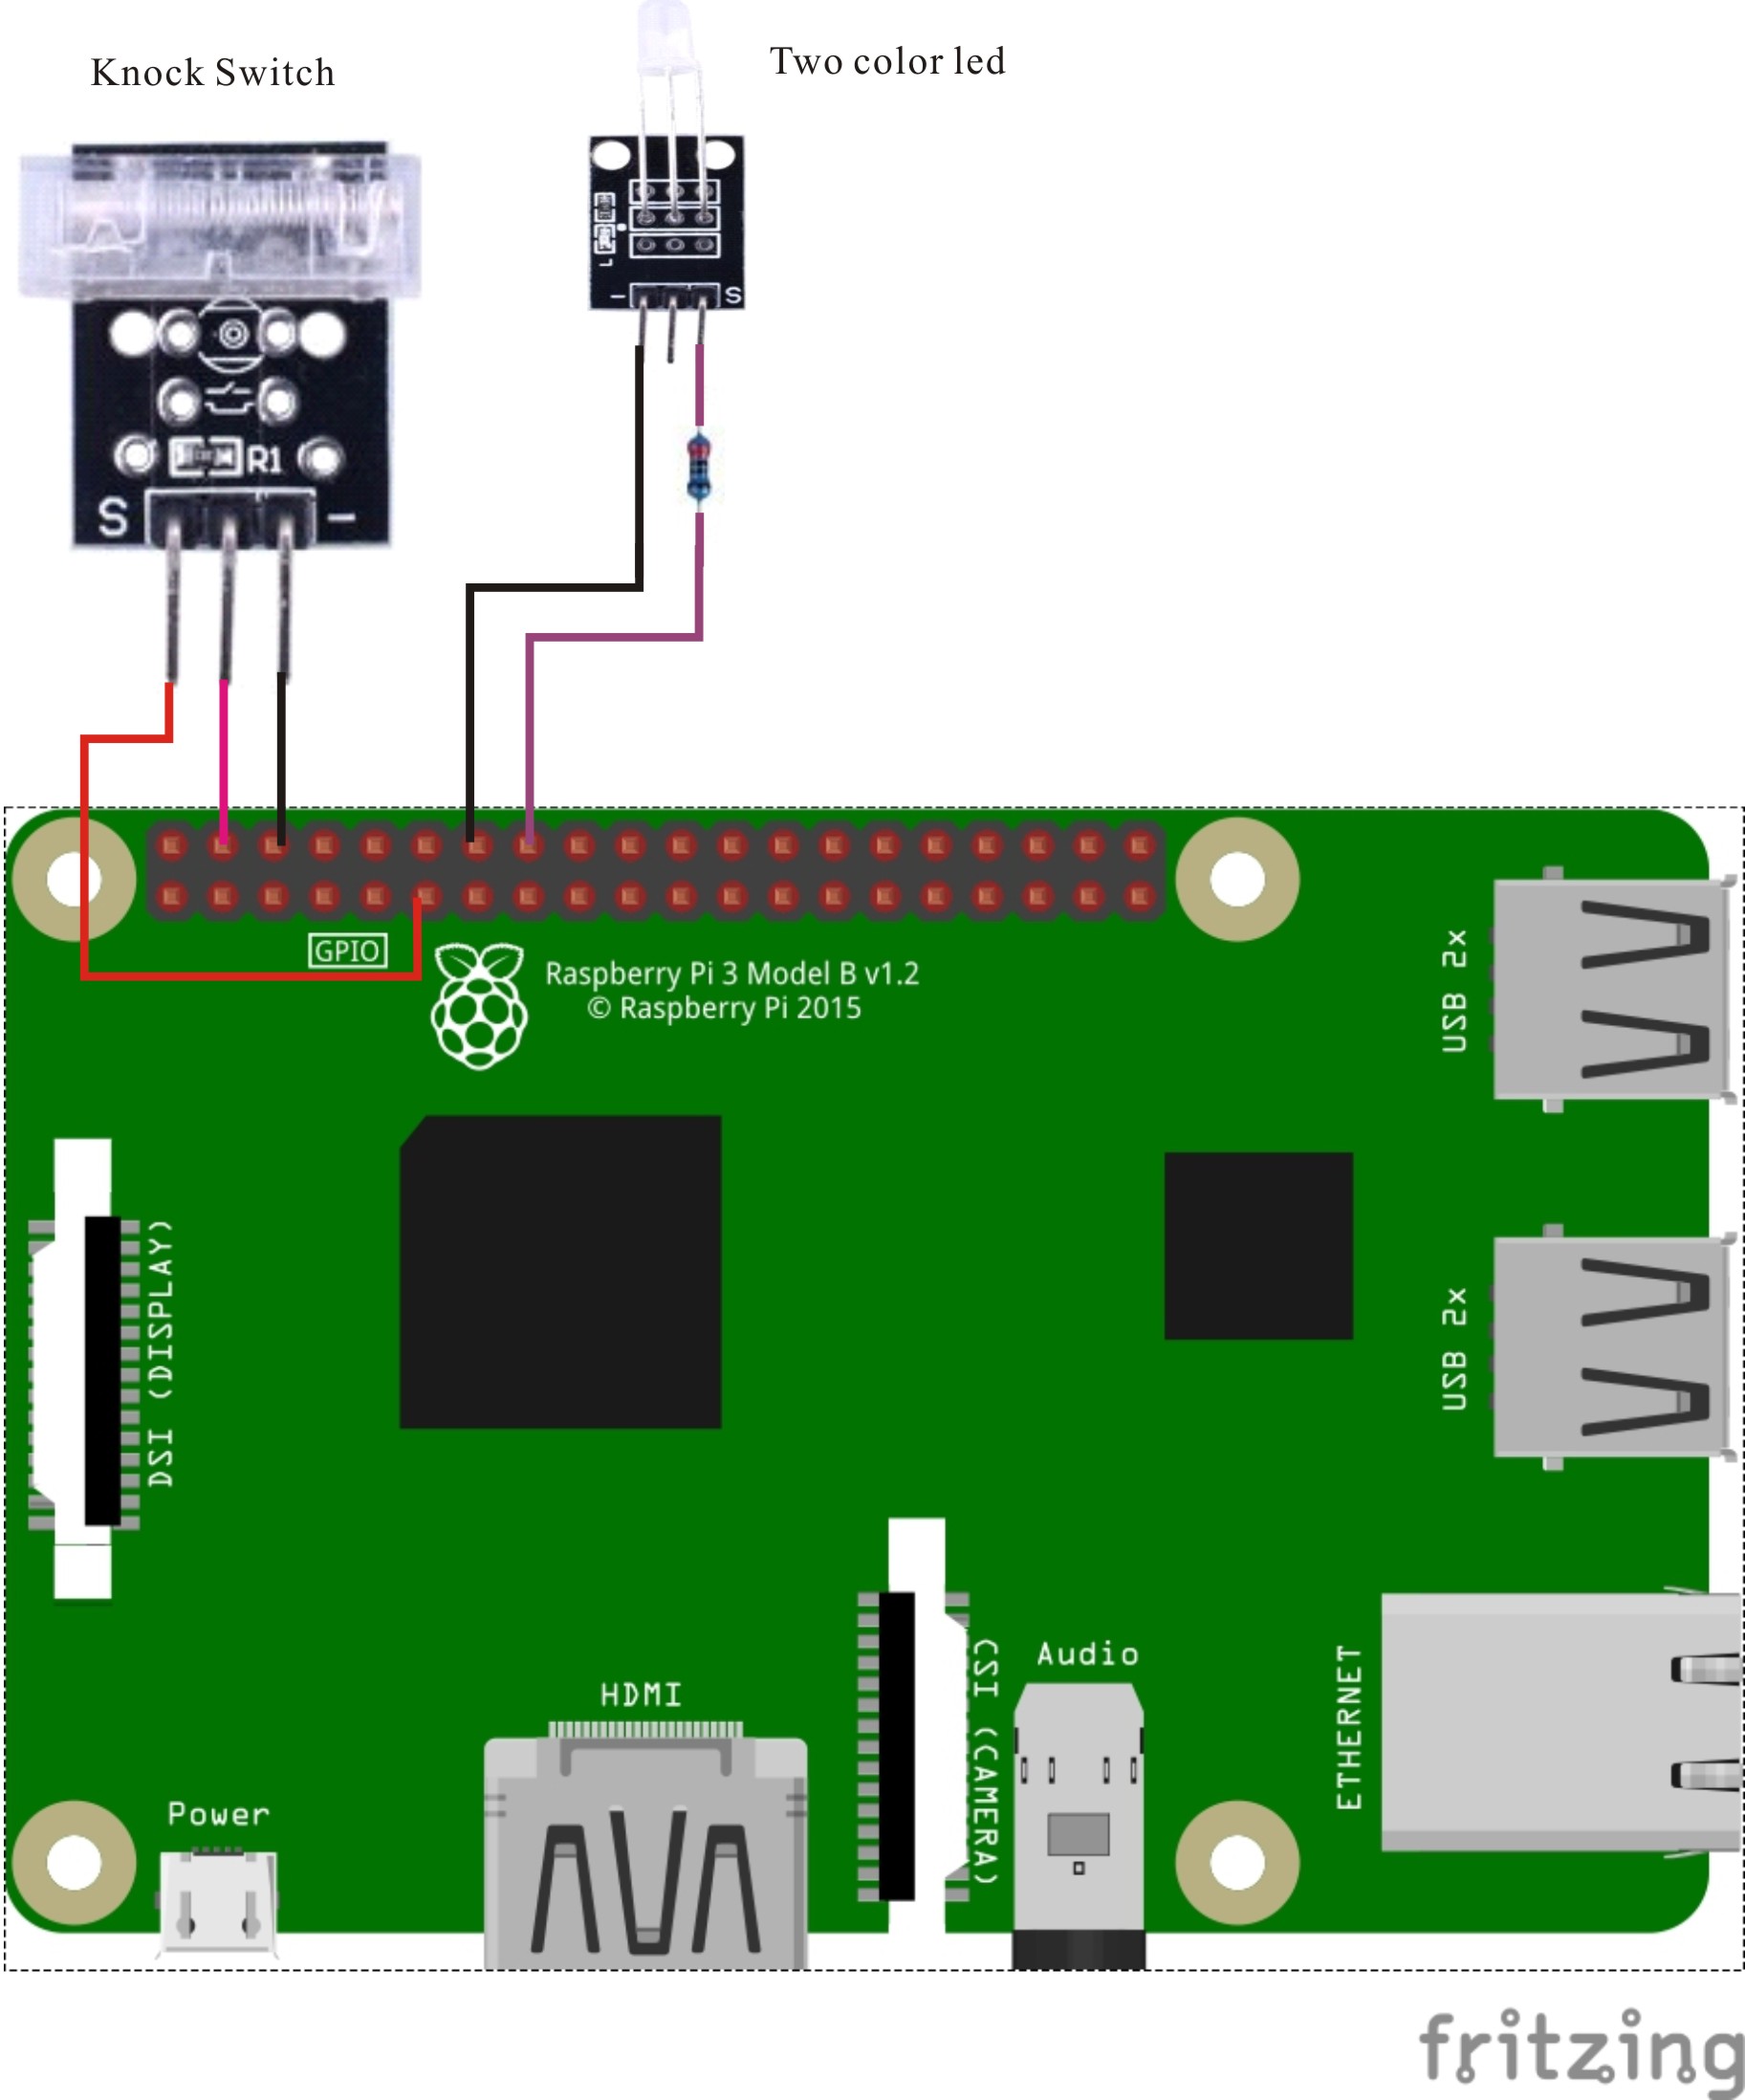 Knock Switch
Two color led
L
- S
R1
S -
GPIO
Raspberry Pi 3 Model B v1.2
© Raspberry Pi 2015
USB 2x
DSI (DISPLAY)
USB 2x
HDMI
CSI (CAMERA)
Audio
ETHERNET
Power
fritzing